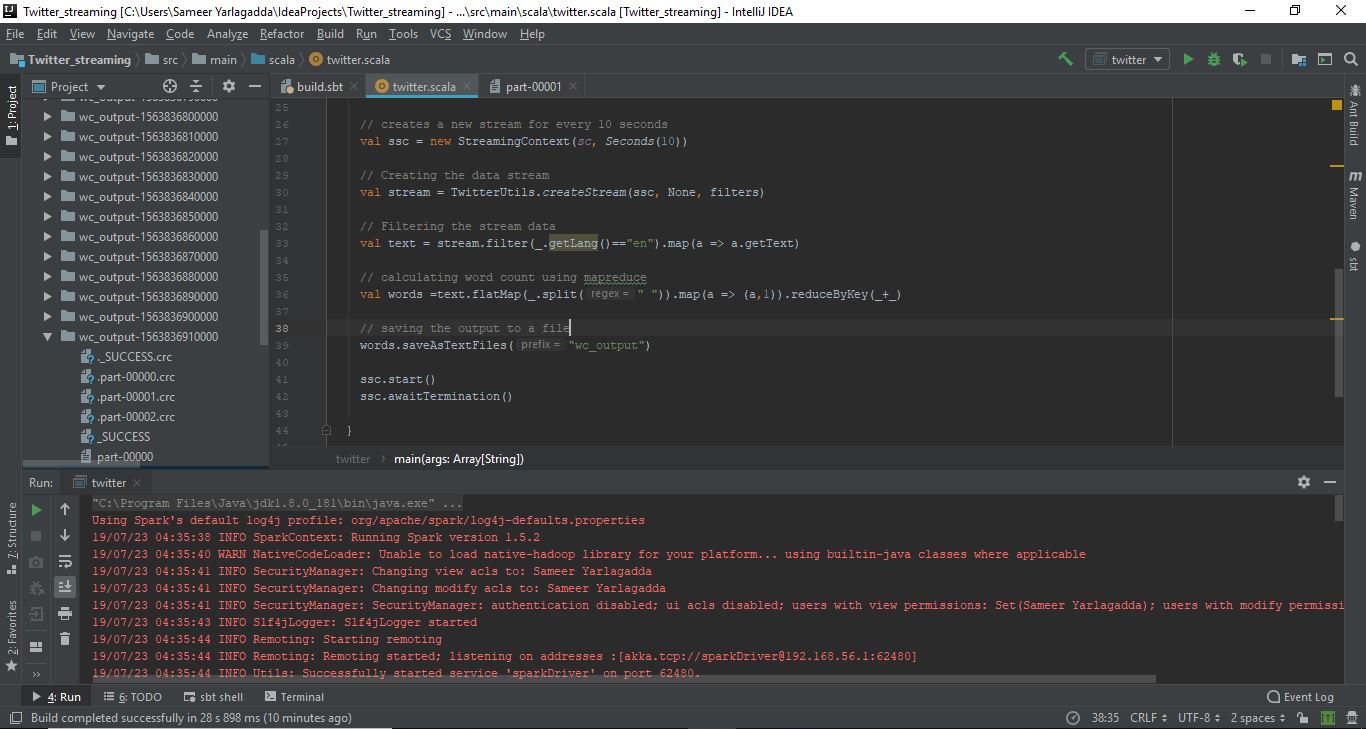 Twitter_streaming [C:\Users\Sameer Yarlagadda\IdeaProjects\Twitter_streaming] - ...\src\main\scala\twitter.scala [Twitter_streaming] - IntelliJ IDEA
File Edit View Navigate Code Analyze Refactor Build Run Tools VCS Window Help
Twitter_streaming src main scala twitter.scala twitter
1: Project
Project build.sbt twitter.scala part-00001
wc_output-1563836790000
wc_output-1563836800000
wc_output-1563836810000
wc_output-1563836820000
wc_output-1563836830000
wc_output-1563836840000
wc_output-1563836850000
wc_output-1563836860000
wc_output-1563836870000
wc_output-1563836880000
wc_output-1563836890000
wc_output-1563836900000
wc_output-1563836910000
._SUCCESS.crc
.part-00000.crc
.part-00001.crc
.part-00002.crc
_SUCCESS
part-00000
25
26 // creates a new stream for every 10 seconds
27 val ssc = new StreamingContext(sc, Seconds(10))
28
29 // Creating the data stream
30 val stream = TwitterUtils.createStream(ssc, None, filters)
31
32 // Filtering the stream data
33 val text = stream.filter(_.getLang()=="en").map(a => a.getText)
34
35 // calculating word count using mapreduce
36 val words =text.flatMap(_.split( regex = " ")).map(a => (a,1)).reduceByKey(_+_)
37
38 // saving the output to a file
39 words.saveAsTextFiles( prefix = "wc_output")
40
41 ssc.start()
42 ssc.awaitTermination()
43
44 }
twitter main(args: Array[String])
Ant Build
Maven
sbt
Run: twitter
"C:\Program Files\Java\jdk1.8.0_181\bin\java.exe" ...
Using Spark's default log4j profile: org/apache/spark/log4j-defaults.properties
19/07/23 04:35:38 INFO SparkContext: Running Spark version 1.5.2
19/07/23 04:35:40 WARN NativeCodeLoader: Unable to load native-hadoop library for your platform... using builtin-java classes where applicable
19/07/23 04:35:41 INFO SecurityManager: Changing view acls to: Sameer Yarlagadda
19/07/23 04:35:41 INFO SecurityManager: Changing modify acls to: Sameer Yarlagadda
19/07/23 04:35:41 INFO SecurityManager: SecurityManager: authentication disabled; ui acls disabled; users with view permissions: Set(Sameer Yarlagadda); users with modify permissi
19/07/23 04:35:43 INFO Slf4jLogger: Slf4jLogger started
19/07/23 04:35:44 INFO Remoting: Starting remoting
19/07/23 04:35:44 INFO Remoting: Remoting started; listening on addresses :[akka.tcp://sparkDriver@192.168.56.1:62480]
19/07/23 04:35:44 INFO Utils: Successfully started service 'sparkDriver' on port 62480.
7: Structure
2: Favorites
4: Run 6: TODO sbt shell Terminal Event Log
Build completed successfully in 28 s 898 ms (10 minutes ago) 38:35 CRLF UTF-8 2 spaces